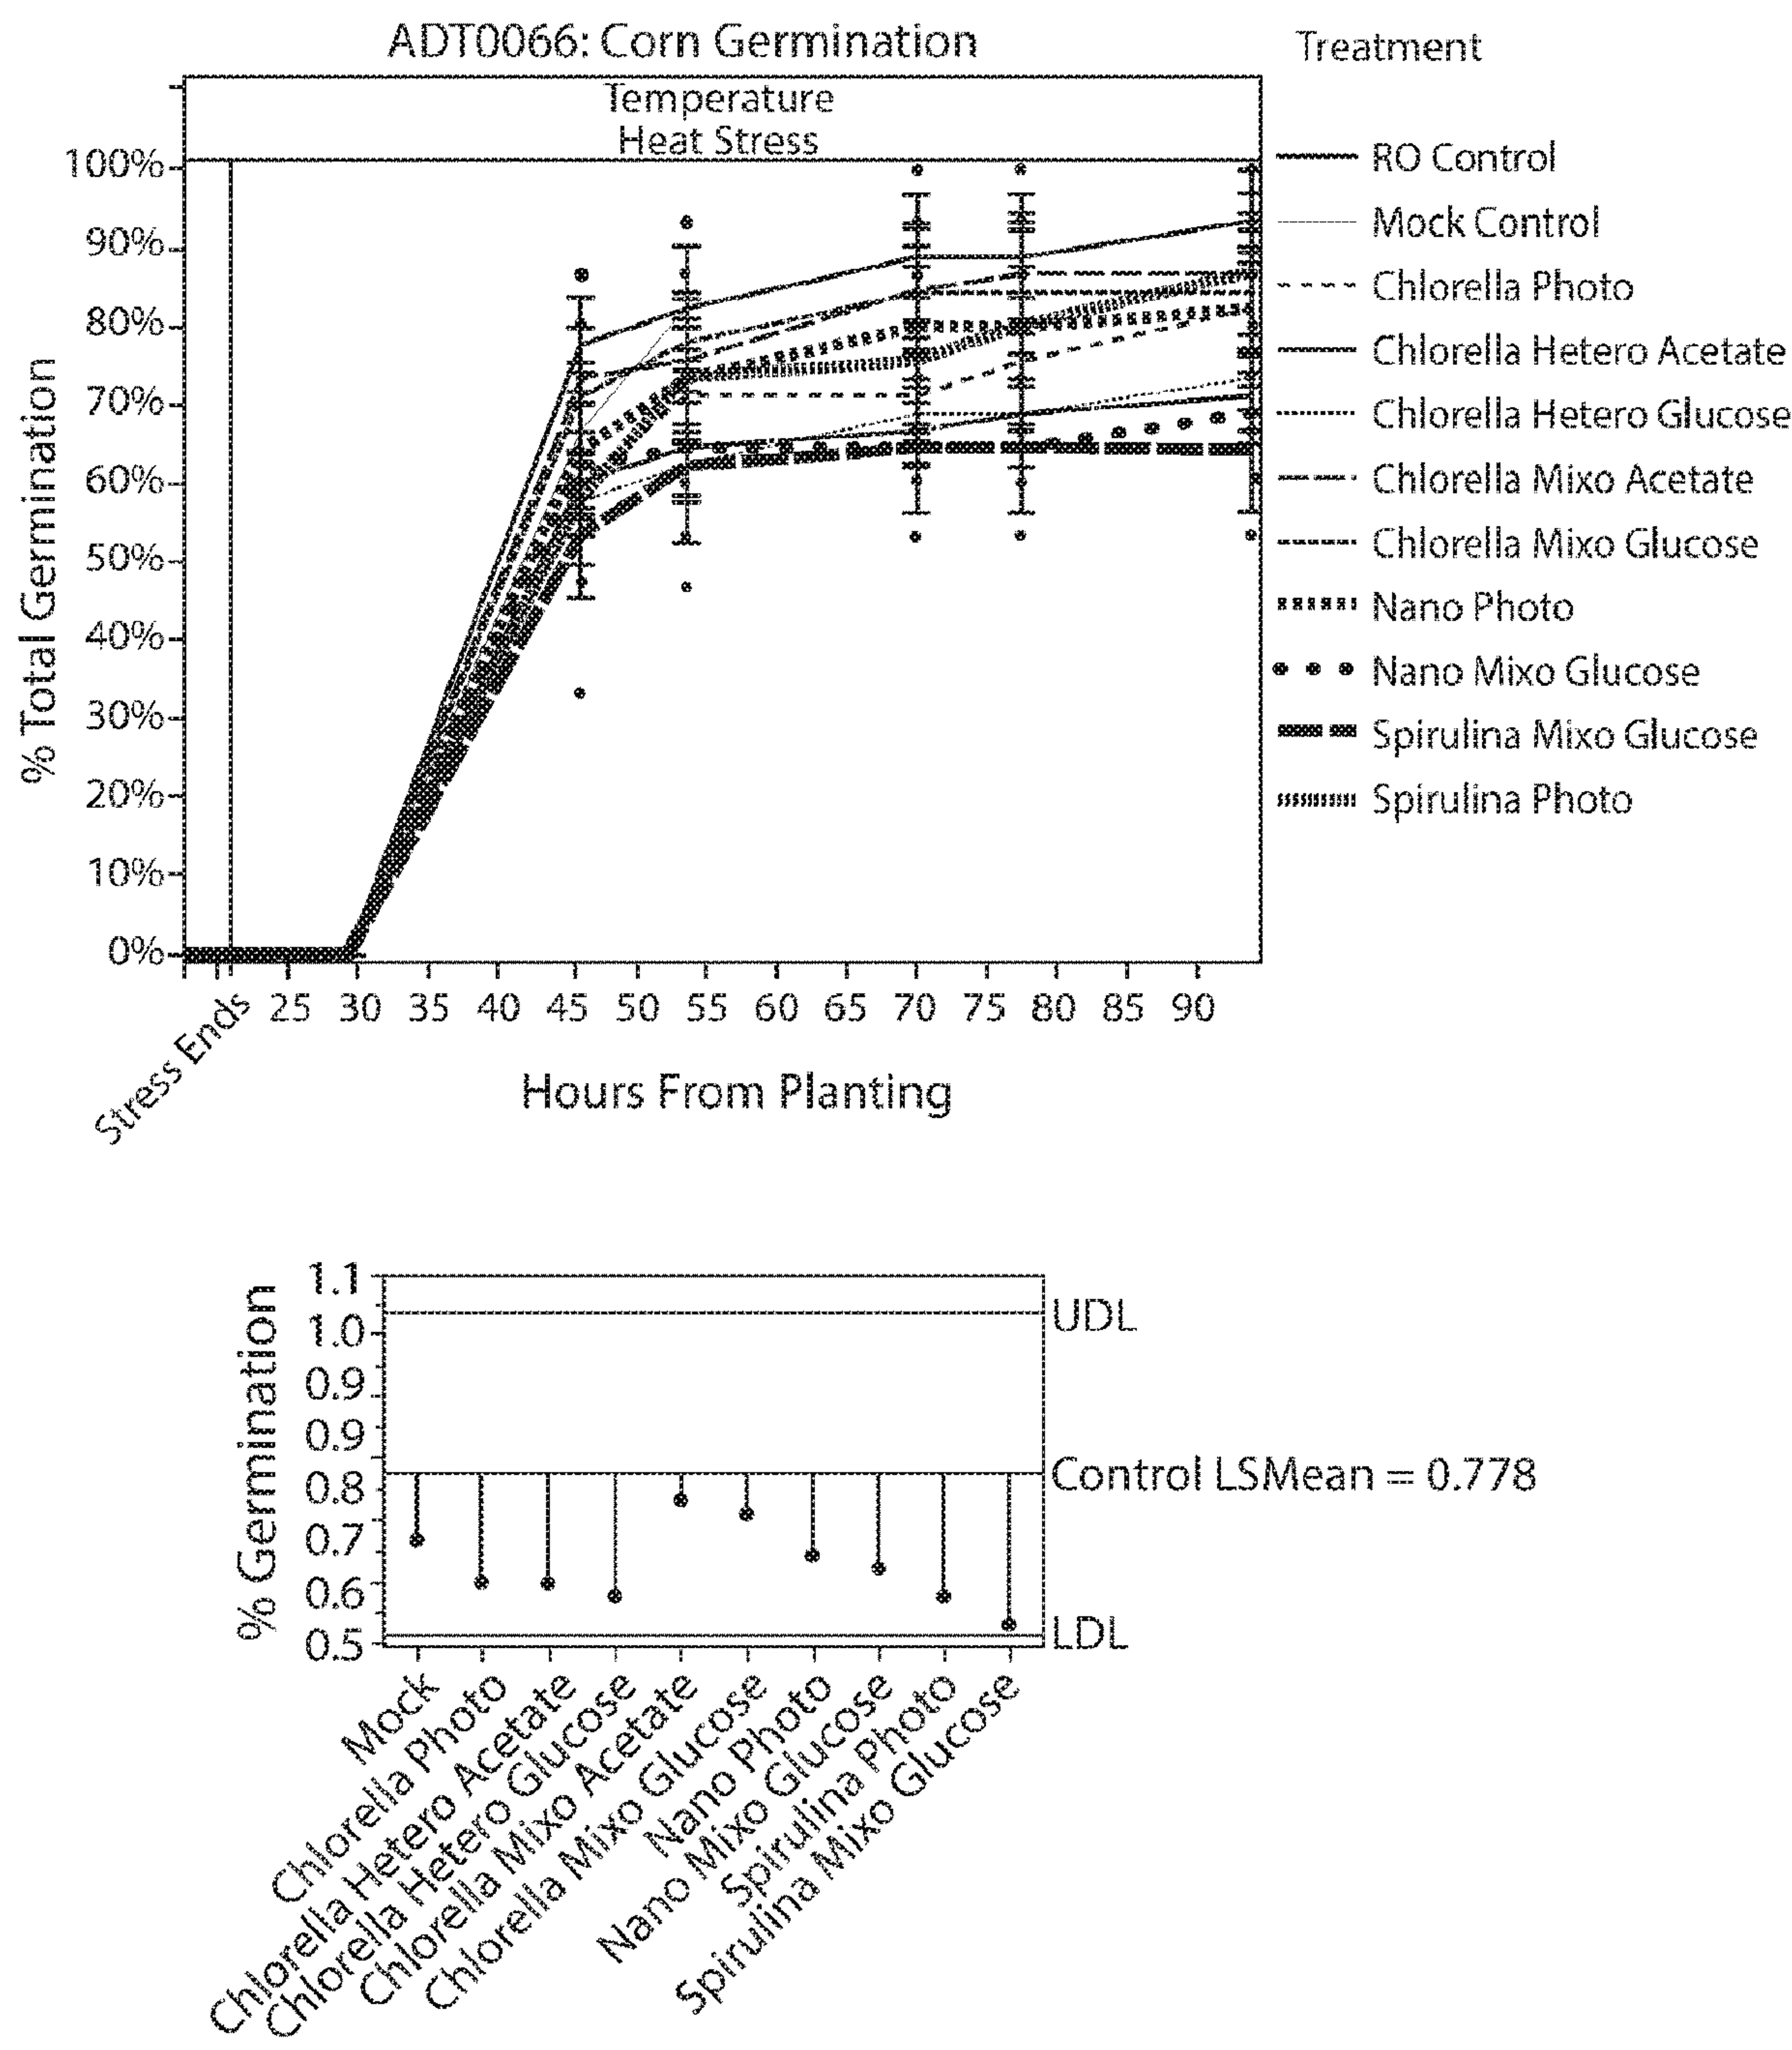 ADT0066: Corn Germination
Treatment
Temperature
Heat Stress
% Total Germination
100%
90%
80%
70%
60%
50%
40%
30%
20%
10%
0%
Stress Ends 25 30 35 40 45 50 55 60 65 70 75 80 85 90
Hours From Planting
RO Control
Mock Control
Chlorella Photo
Chlorella Hetero Acetate
Chlorella Hetero Glucose
Chlorella Mixo Acetate
Chlorella Mixo Glucose
Nano Photo
Nano Mixo Glucose
Spirulina Mixo Glucose
Spirulina Photo
% Germination
1.1
1.0
0.9
0.9
0.8
0.7
0.6
0.5
UDL
Control LSMean = 0.778
LDL
Mock
Chlorella Photo
Chlorella Hetero Acetate
Chlorella Hetero Glucose
Chlorella Mixo Acetate
Chlorella Mixo Glucose
Nano Photo
Nano Mixo Glucose
Spirulina Photo
Spirulina Mixo Glucose